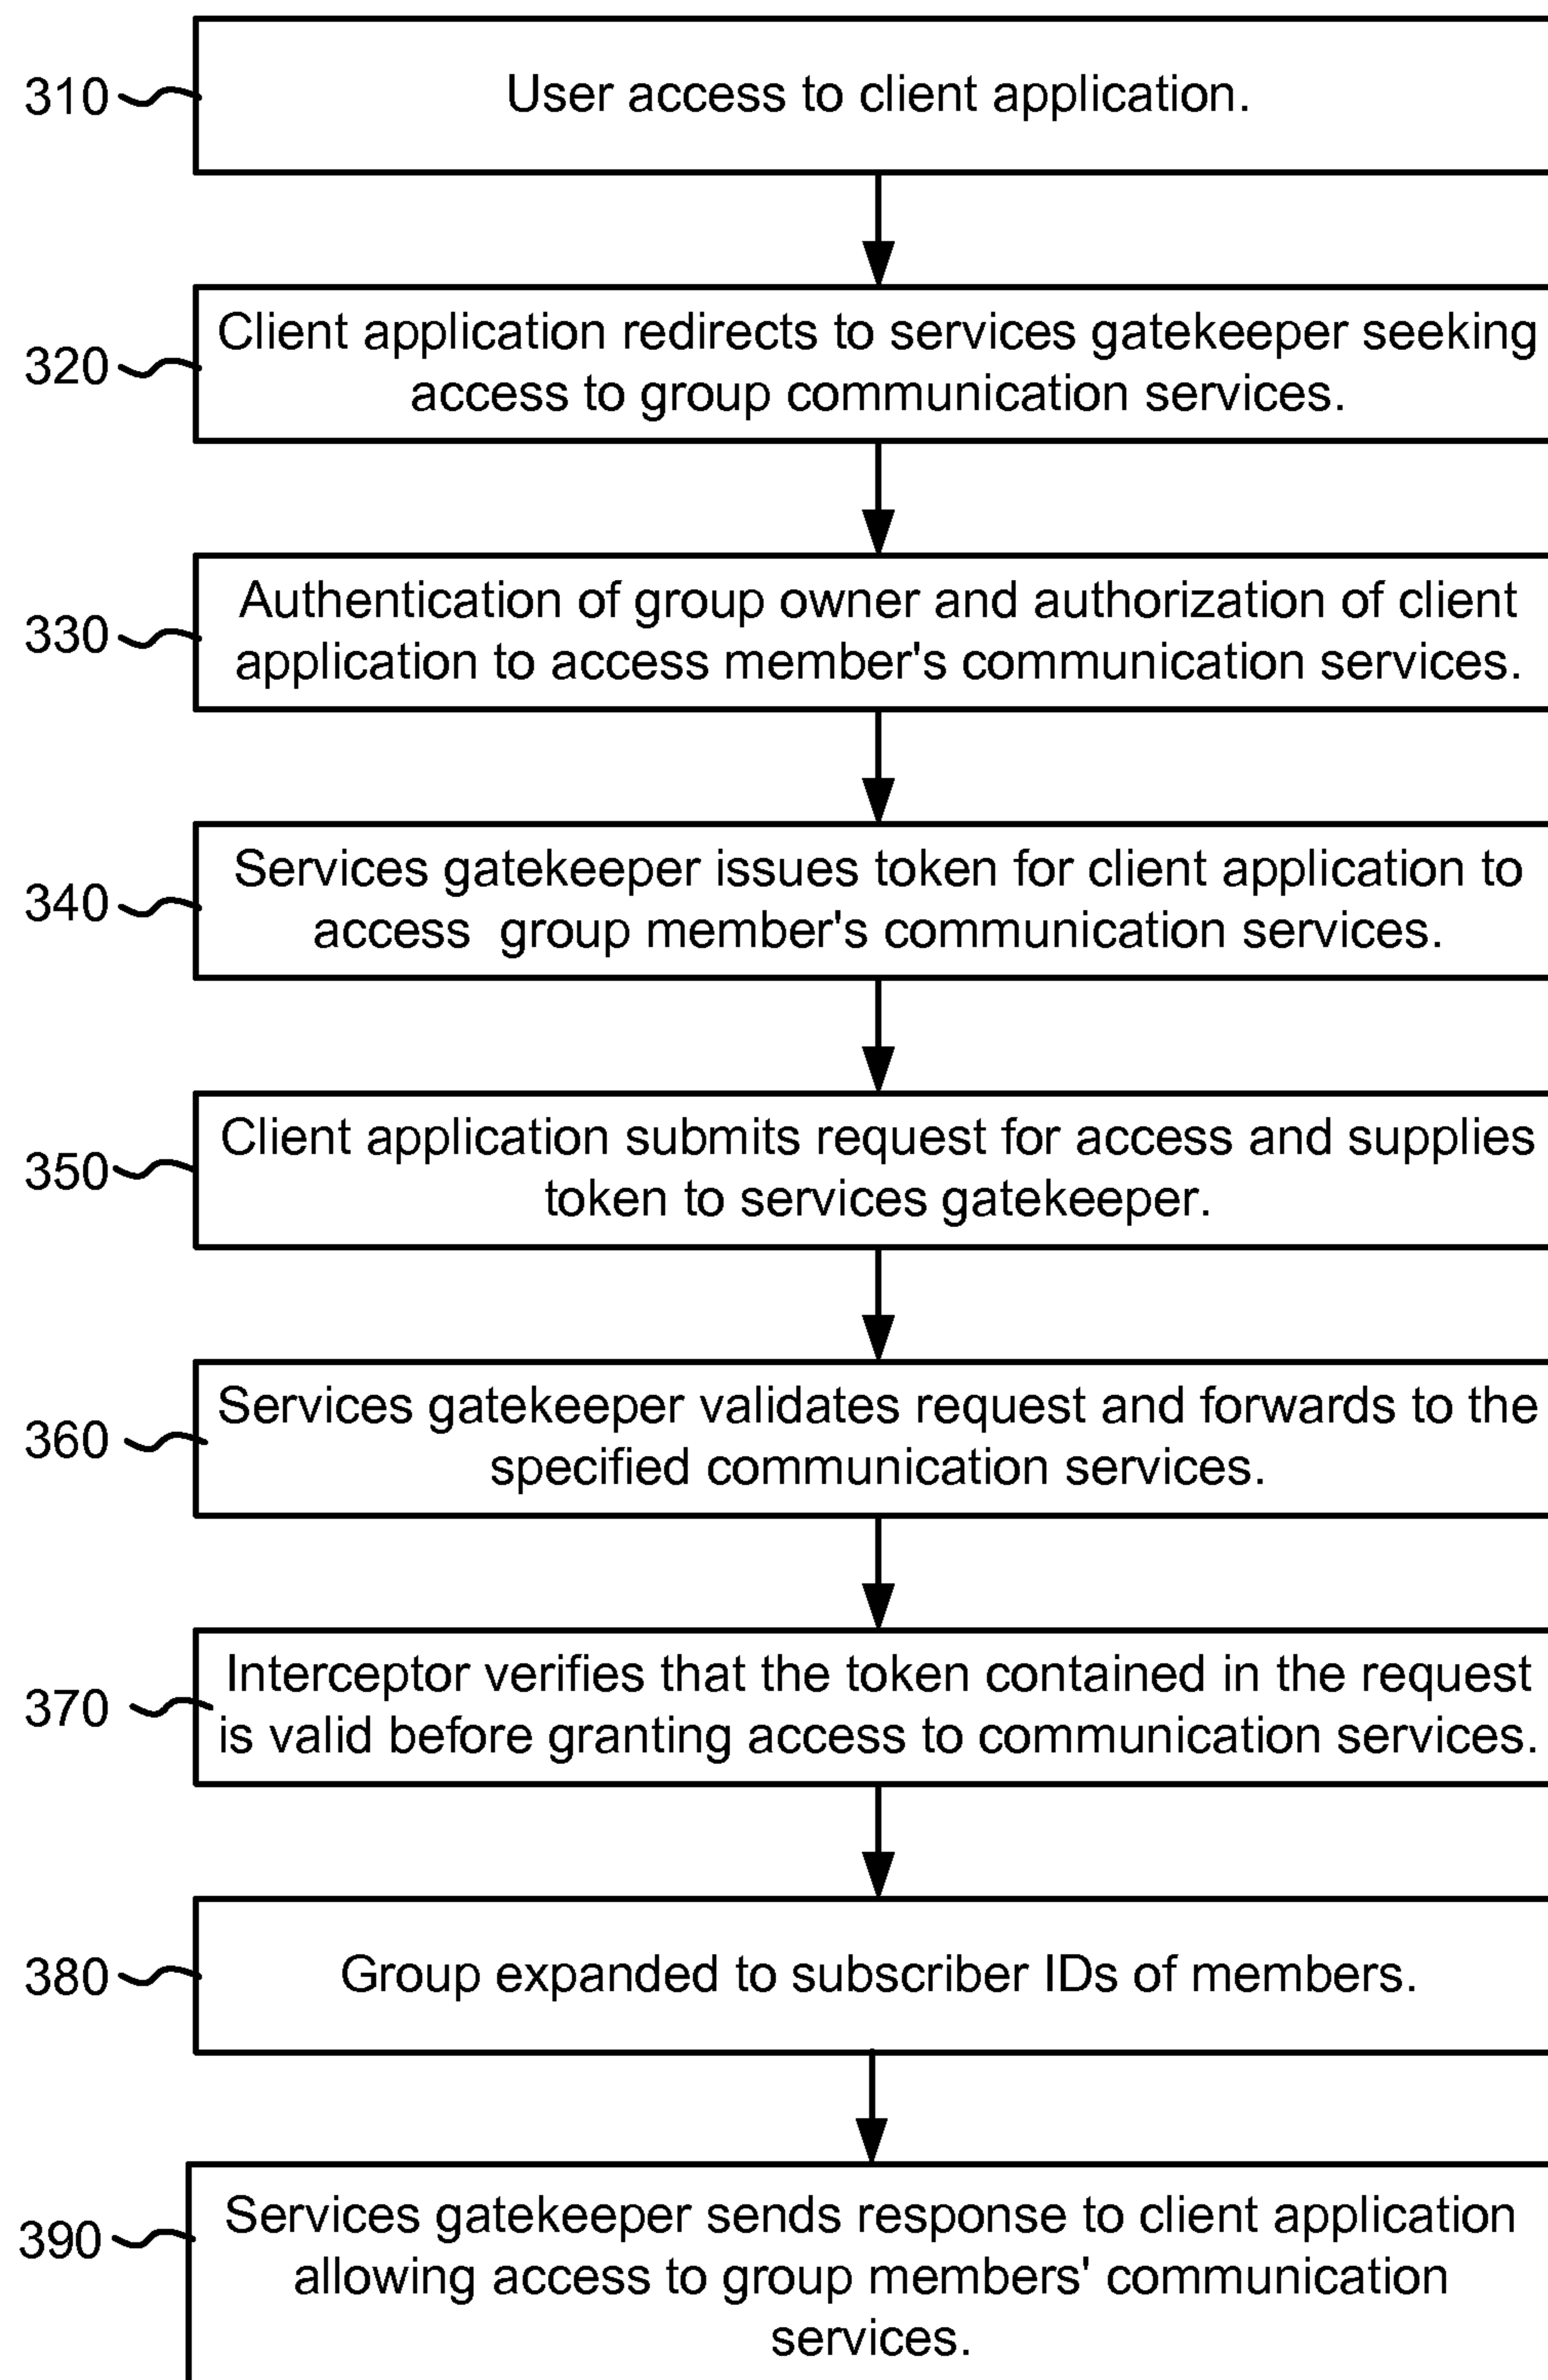 310
User access to client application.
320
Client application redirects to services gatekeeper seeking
access to group communication services.
330
Authentication of group owner and authorization of client
application to access member's communication services.
340
Services gatekeeper issues token for client application to
access  group member's communication services.
350
Client application submits request for access and supplies
token to services gatekeeper.
360
Services gatekeeper validates request and forwards to the
specified communication services.
370
Interceptor verifies that the token contained in the request
is valid before granting access to communication services.
380
Group expanded to subscriber IDs of members.
390
Services gatekeeper sends response to client application
allowing access to group members' communication
services.